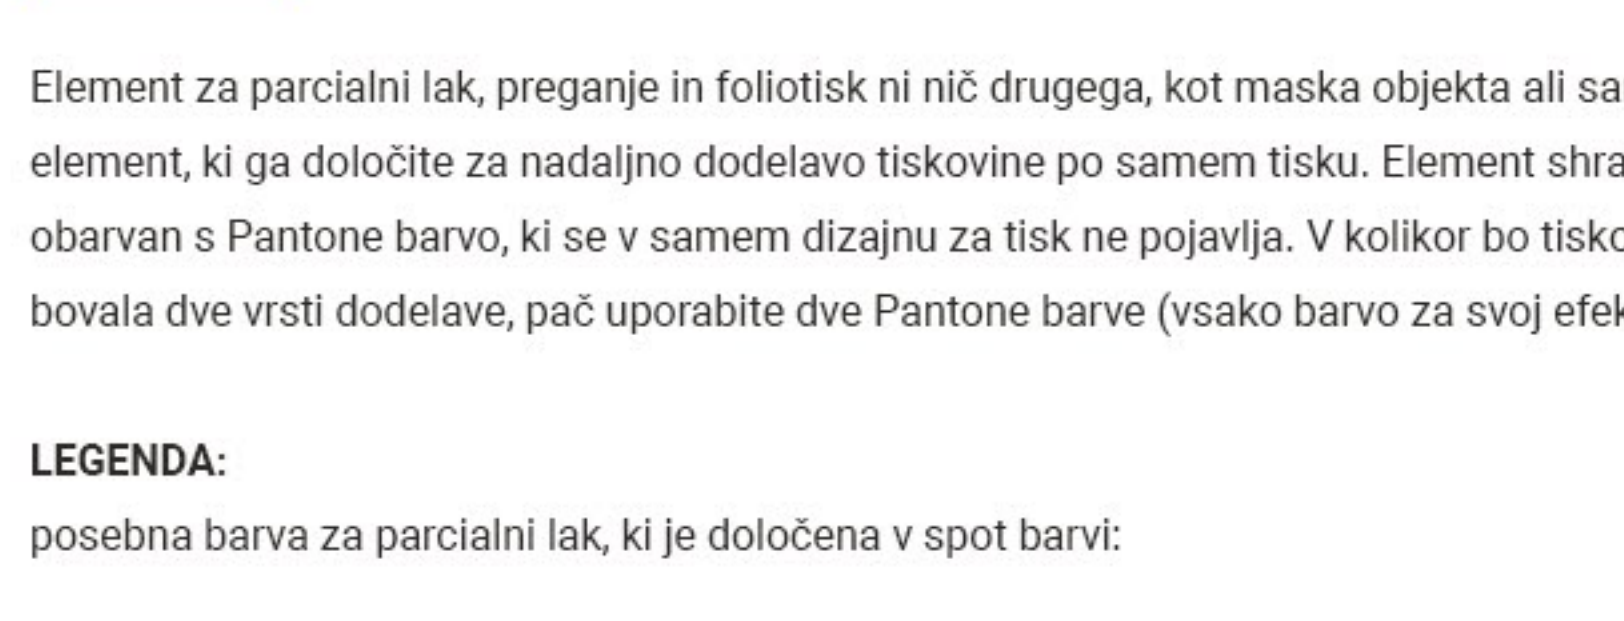 Element za parcialni lak, preganje in foliotisk ni nič drugega, kot maska objekta ali sa
element, ki ga določite za nadaljno dodelavo tiskovine po samem tisku. Element shra
obarvan s Pantone barvo, ki se v samem dizajnu za tisk ne pojavlja. V kolikor bo tisko
bovala dve vrsti dodelave, pač uporabite dve Pantone barve (vsako barvo za svoj efek
LEGENDA:
posebna barva za parcialni lak, ki je določena v spot barvi: